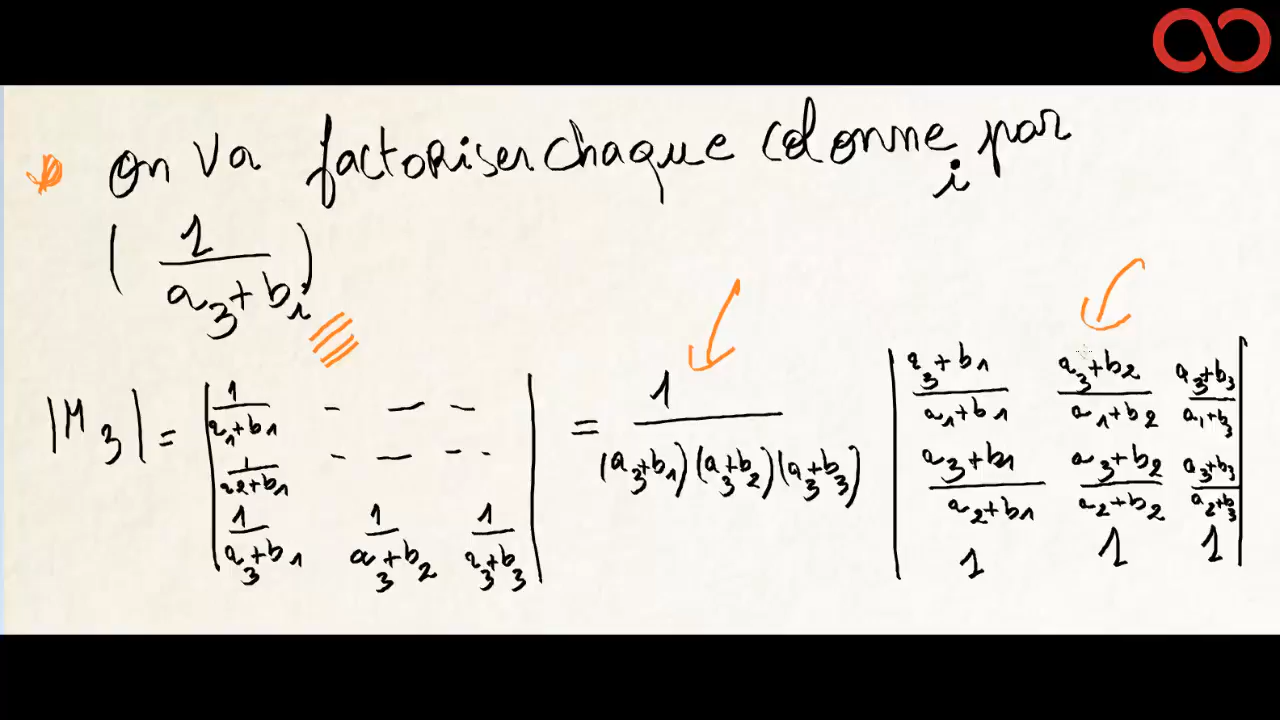 on va factoriser chaque colonne i par
( 1 / (a₃+b_i) )
|M₃| = | 1/(a₁+b₁) - - - ; 1/(a₂+b₁) - - - - ; 1/(a₃+b₁) 1/(a₃+b₂) 1/(a₃+b₃) | = 1 / ((a₃+b₁)(a₃+b₂)(a₃+b₃)) | (a₃+b₁)/(a₁+b₁) (a₃+b₂)/(a₁+b₂) (a₃+b₃)/(a₁+b₃) ; (a₃+b₁)/(a₂+b₁) (a₃+b₂)/(a₂+b₂) (a₃+b₃)/(a₂+b₃) ; 1 1 1 |